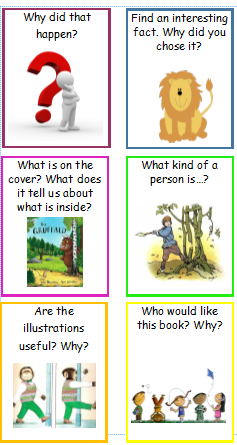 Why did that
happen?
Find an interesting
fact. Why did you
chose it?
What is on the
cover? What does
it tell us about
what is inside?
GRUFFALO
What kind of a
person is...?
Are the
illustrations
useful? Why?
Who would like
this book? Why?